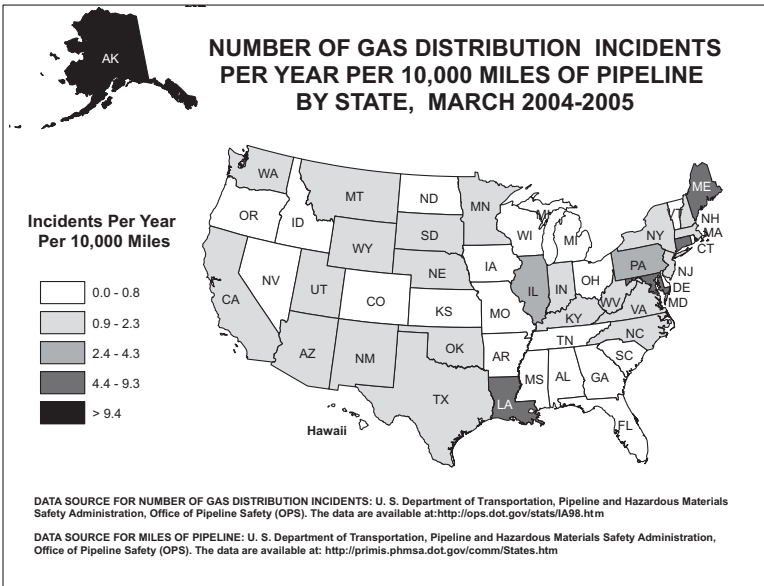 AK
NUMBER OF GAS DISTRIBUTION INCIDENTS
PER YEAR PER 10,000 MILES OF PIPELINE
BY STATE, MARCH 2004-2005
WA
MT
ND
MN
OR
ID
WY
SD
WI
MI
MI
NY
ME
NH
MA
CT
NV
UT
CO
NE
IA
IL
IN
OH
PA
NJ
DE
MD
CA
KS
MO
KY
WV
VA
AZ
NM
OK
AR
TN
NC
SC
TX
LA
MS
AL
GA
FL
Hawaii
Incidents Per Year
Per 10,000 Miles
0.0 - 0.8
0.9 - 2.3
2.4 - 4.3
4.4 - 9.3
> 9.4
DATA SOURCE FOR NUMBER OF GAS DISTRIBUTION INCIDENTS: U. S. Department of Transportation, Pipeline and Hazardous Materials
Safety Administration, Office of Pipeline Safety (OPS). The data are available at:http://ops.dot.gov/stats/IA98.htm
DATA SOURCE FOR MILES OF PIPELINE: U. S. Department of Transportation, Pipeline and Hazardous Materials Safety Administration,
Office of Pipeline Safety (OPS). The data are available at: http://primis.phmsa.dot.gov/comm/States.htm